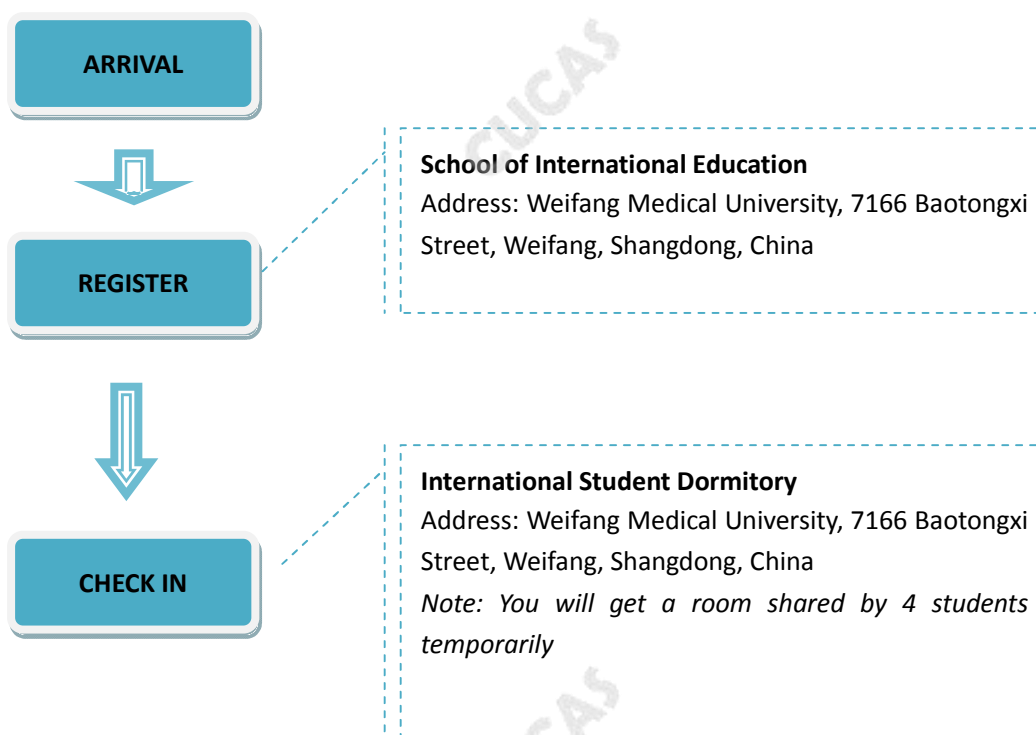 ARRIVAL
CUCAS
School of International Education
Address: Weifang Medical University, 7166 Baotongxi
Street, Weifang, Shangdong, China
REGISTER
International Student Dormitory
Address: Weifang Medical University, 7166 Baotongxi
Street, Weifang, Shangdong, China
Note: You will get a room shared by 4 students
temporarily
CHECK IN
CAS